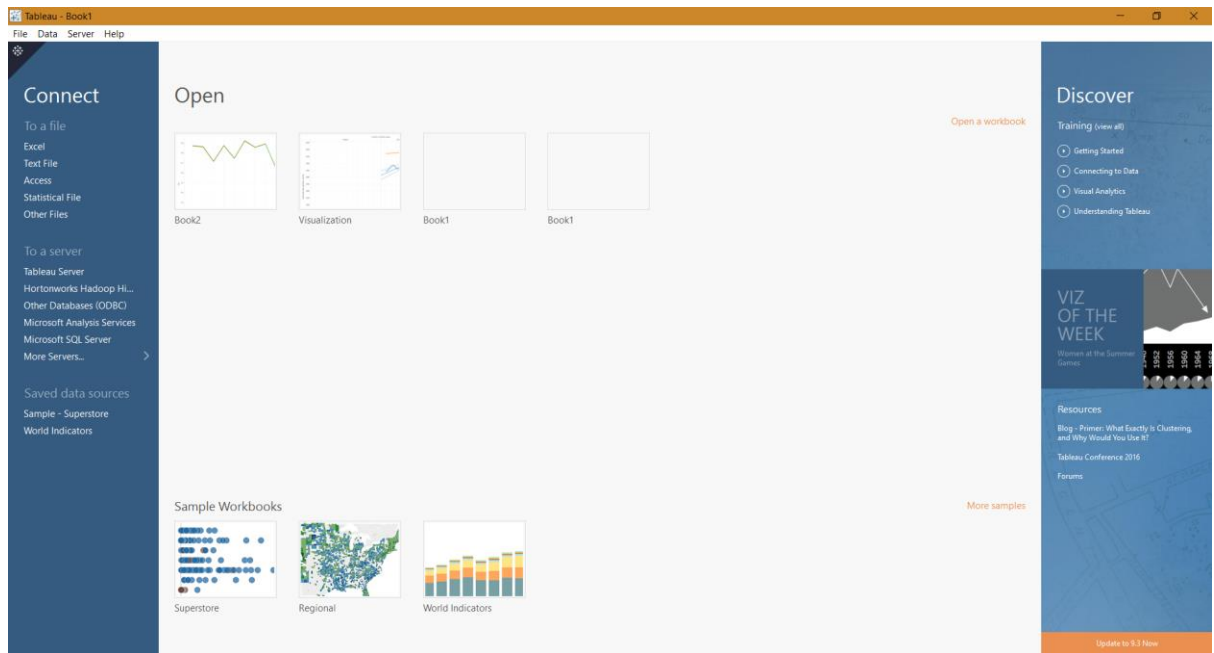 Tableau - Book1
File Data Server Help
Connect
To a file
Excel
Text File
Access
Statistical File
Other Files
To a server
Tableau Server
Hortonworks Hadoop Hi...
Other Databases (ODBC)
Microsoft Analysis Services
Microsoft SQL Server
More Servers...
Saved data sources
Sample - Superstore
World Indicators
Open
Open a workbook
Book2
Visualization
Book1
Book1
Sample Workbooks
More samples
Superstore
Regional
World Indicators
Discover
Training (view all)
Getting Started
Connecting to Data
Visual Analytics
Understanding Tableau
VIZ
OF THE
WEEK
Women at the Summer
Games
1952
1956
1960
1964
Resources
Blog - Primer: What Exactly Is Clustering,
and Why Would You Use It?
Tableau Conference 2016
Forums
Update to 9.3 Now